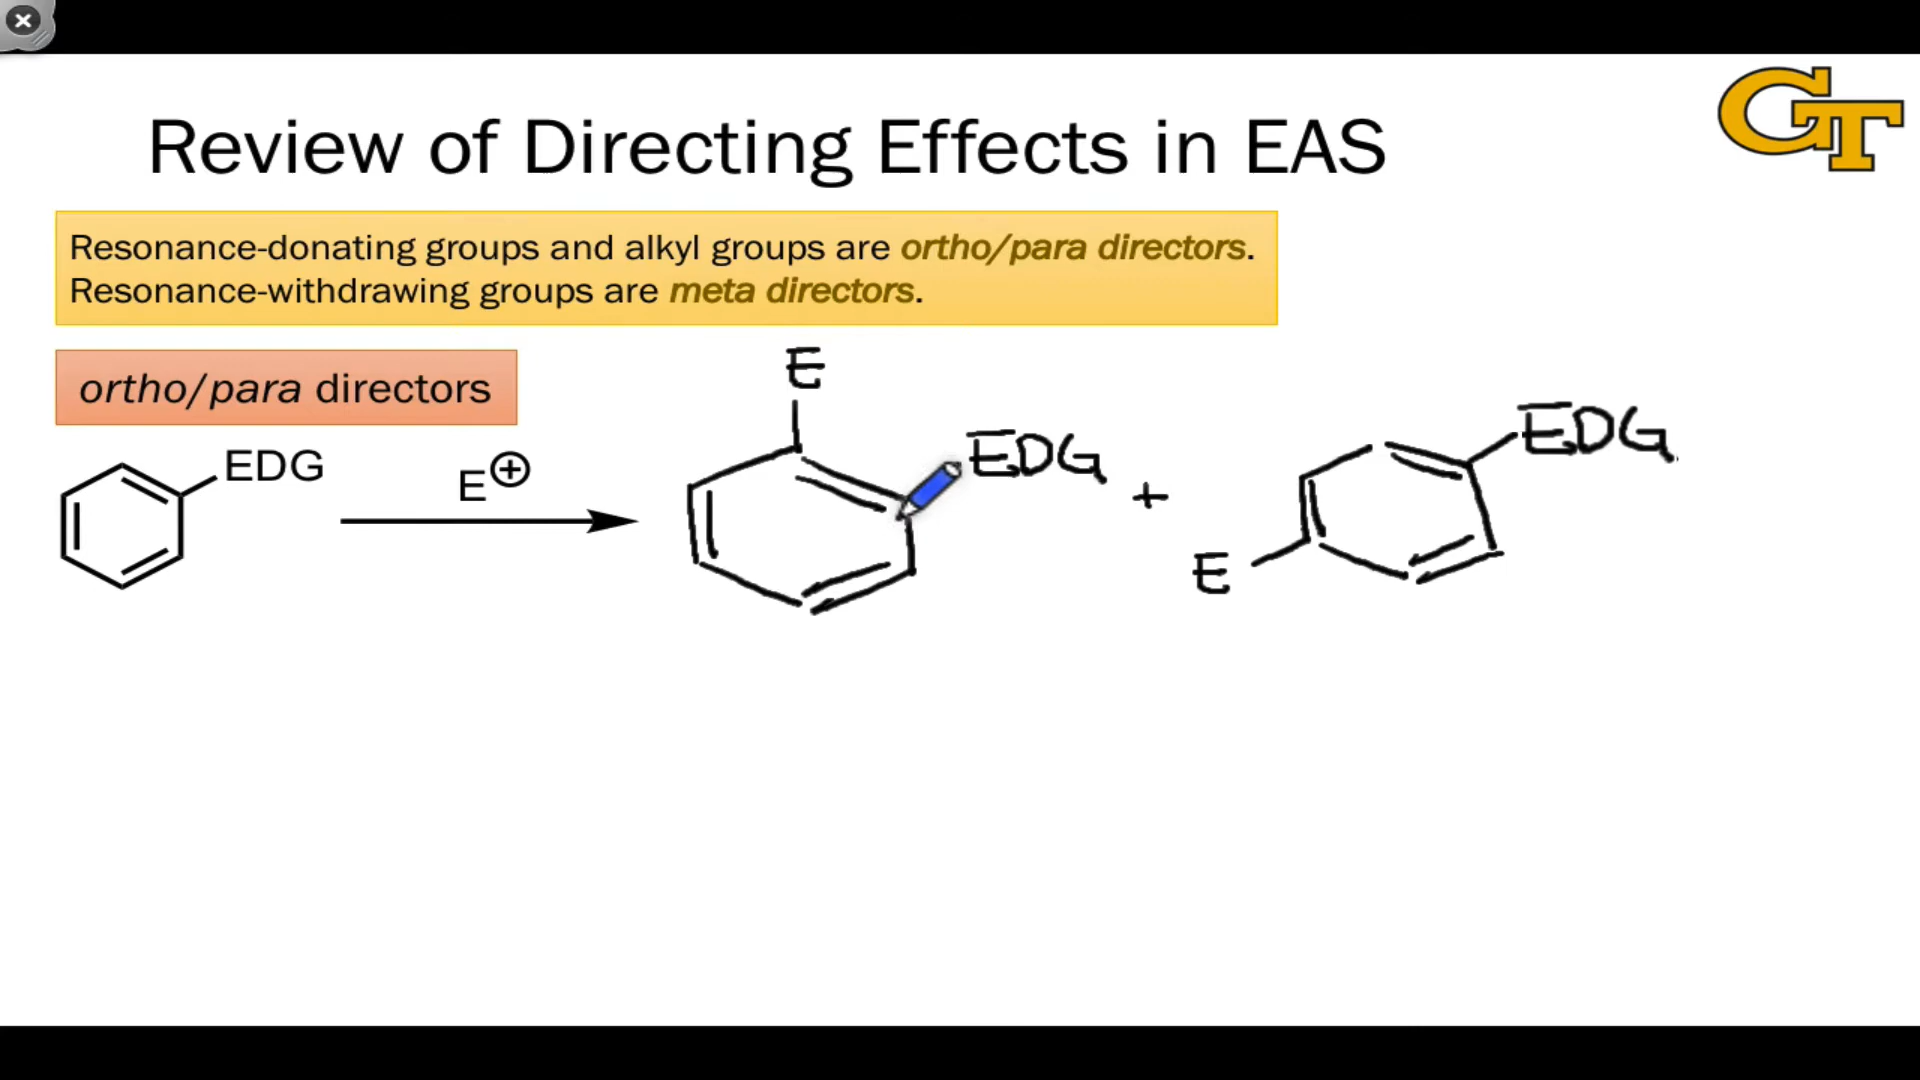 GT
Review of Directing Effects in EAS
Resonance-donating groups and alkyl groups are ortho/para directors.
Resonance-withdrawing groups are meta directors.
ortho/para directors
EDG
E⊕
E
EDG
+
EDG
E